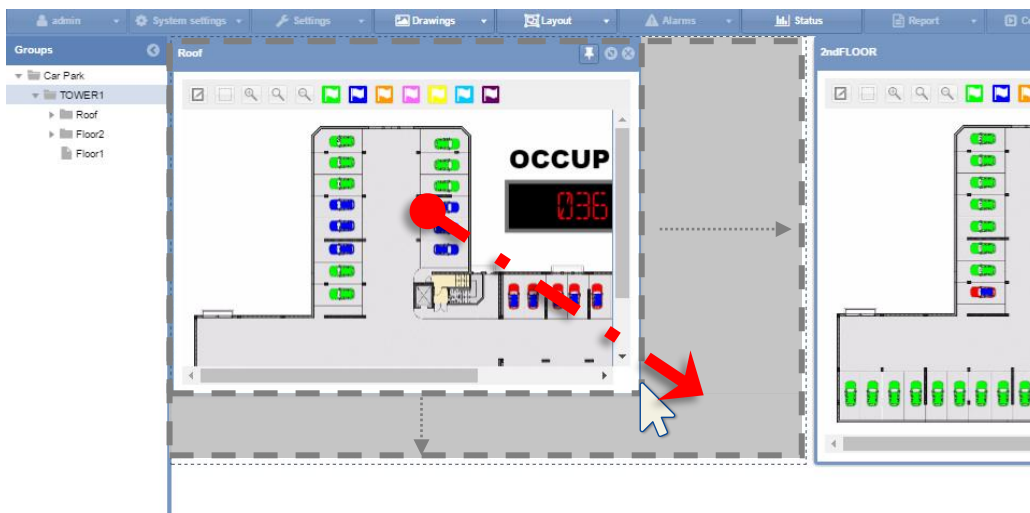 admin System settings Settings Drawings Layout Alarms Status Report
Groups
Roof
2ndFLOOR
Car Park
TOWER1
Roof
Floor2
Floor1
OCCUP
036